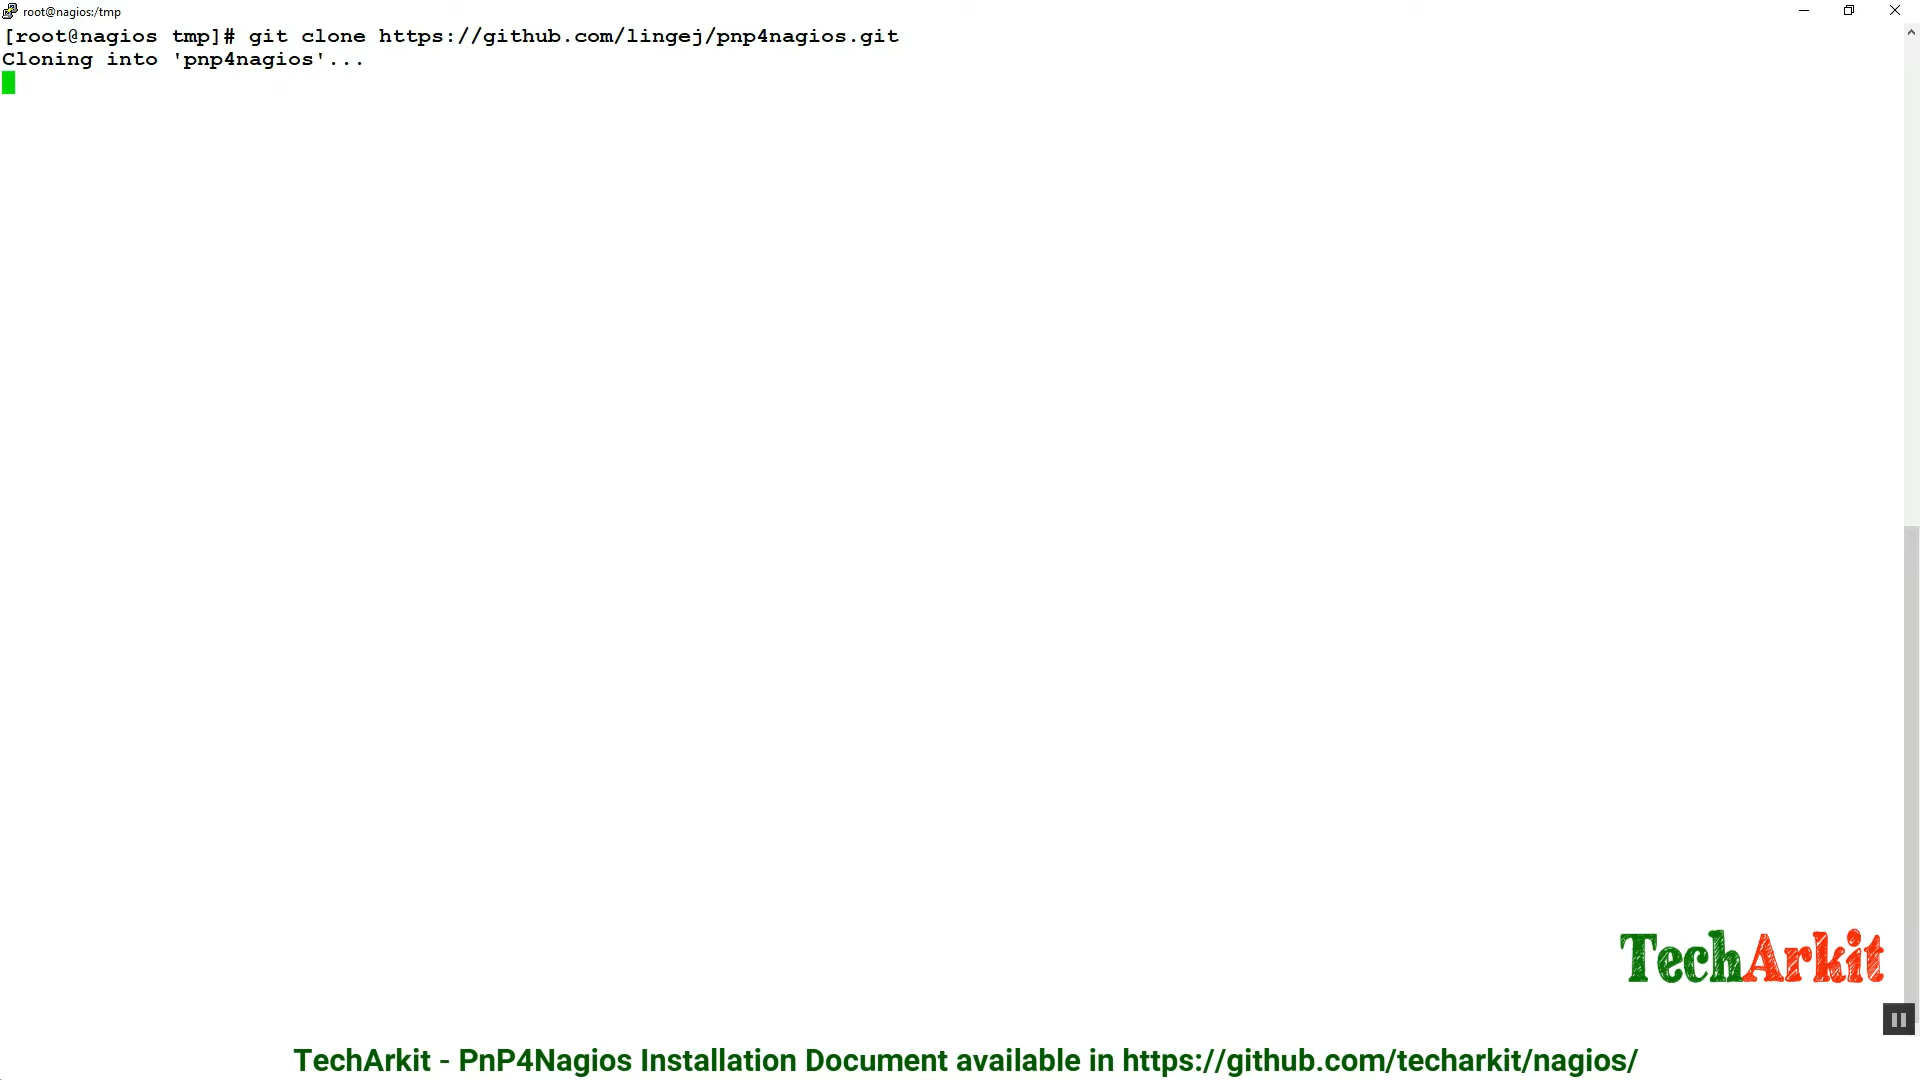 root@nagios:/tmp
[root@nagios tmp]# git clone https://github.com/lingej/pnp4nagios.git
Cloning into 'pnp4nagios'...
TechArkit
TechArkit - PnP4Nagios Installation Document available in https://github.com/techarkit/nagios/